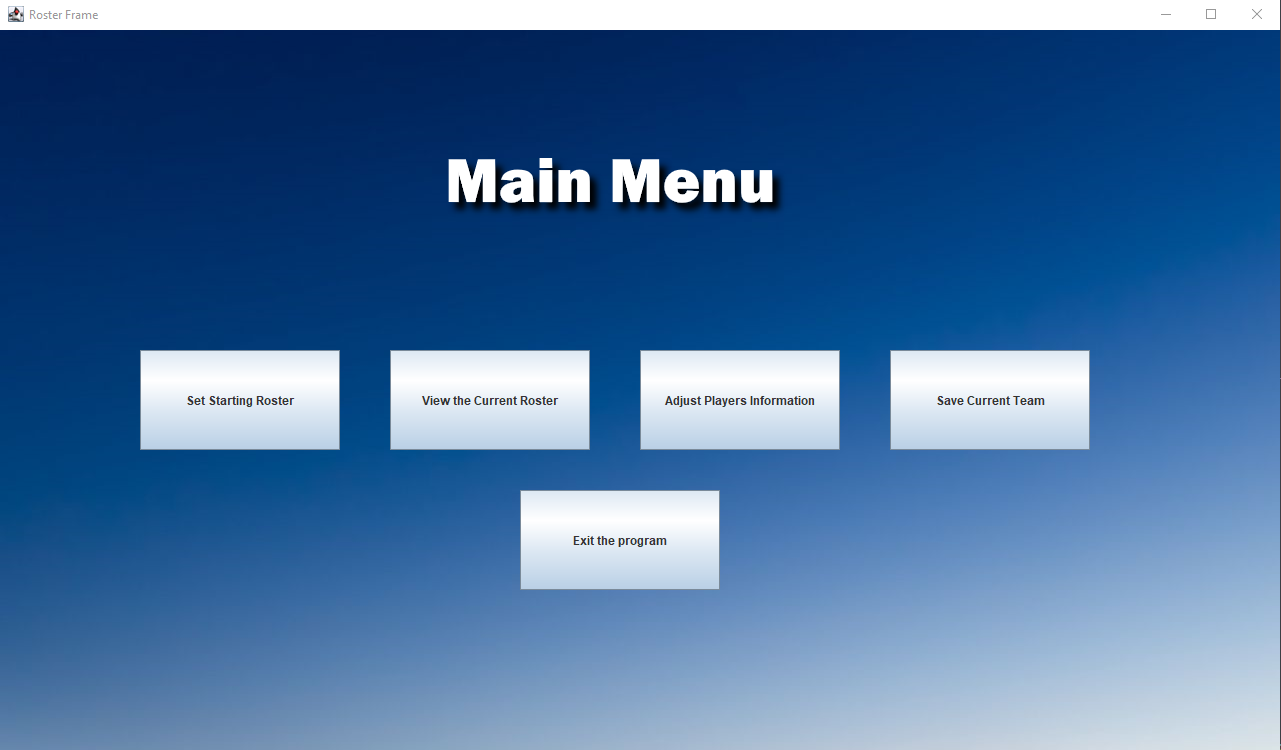 Roster Frame
Main Menu
Set Starting Roster
View the Current Roster
Adjust Players Information
Save Current Team
Exit the program